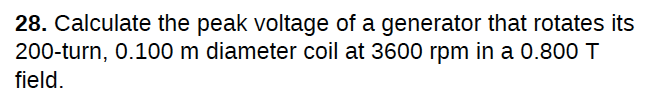 28. Calculate the peak voltage of a generator that rotates its
200-turn, 0.100 m diameter coil at 3600 rpm in a 0.800 T
field.